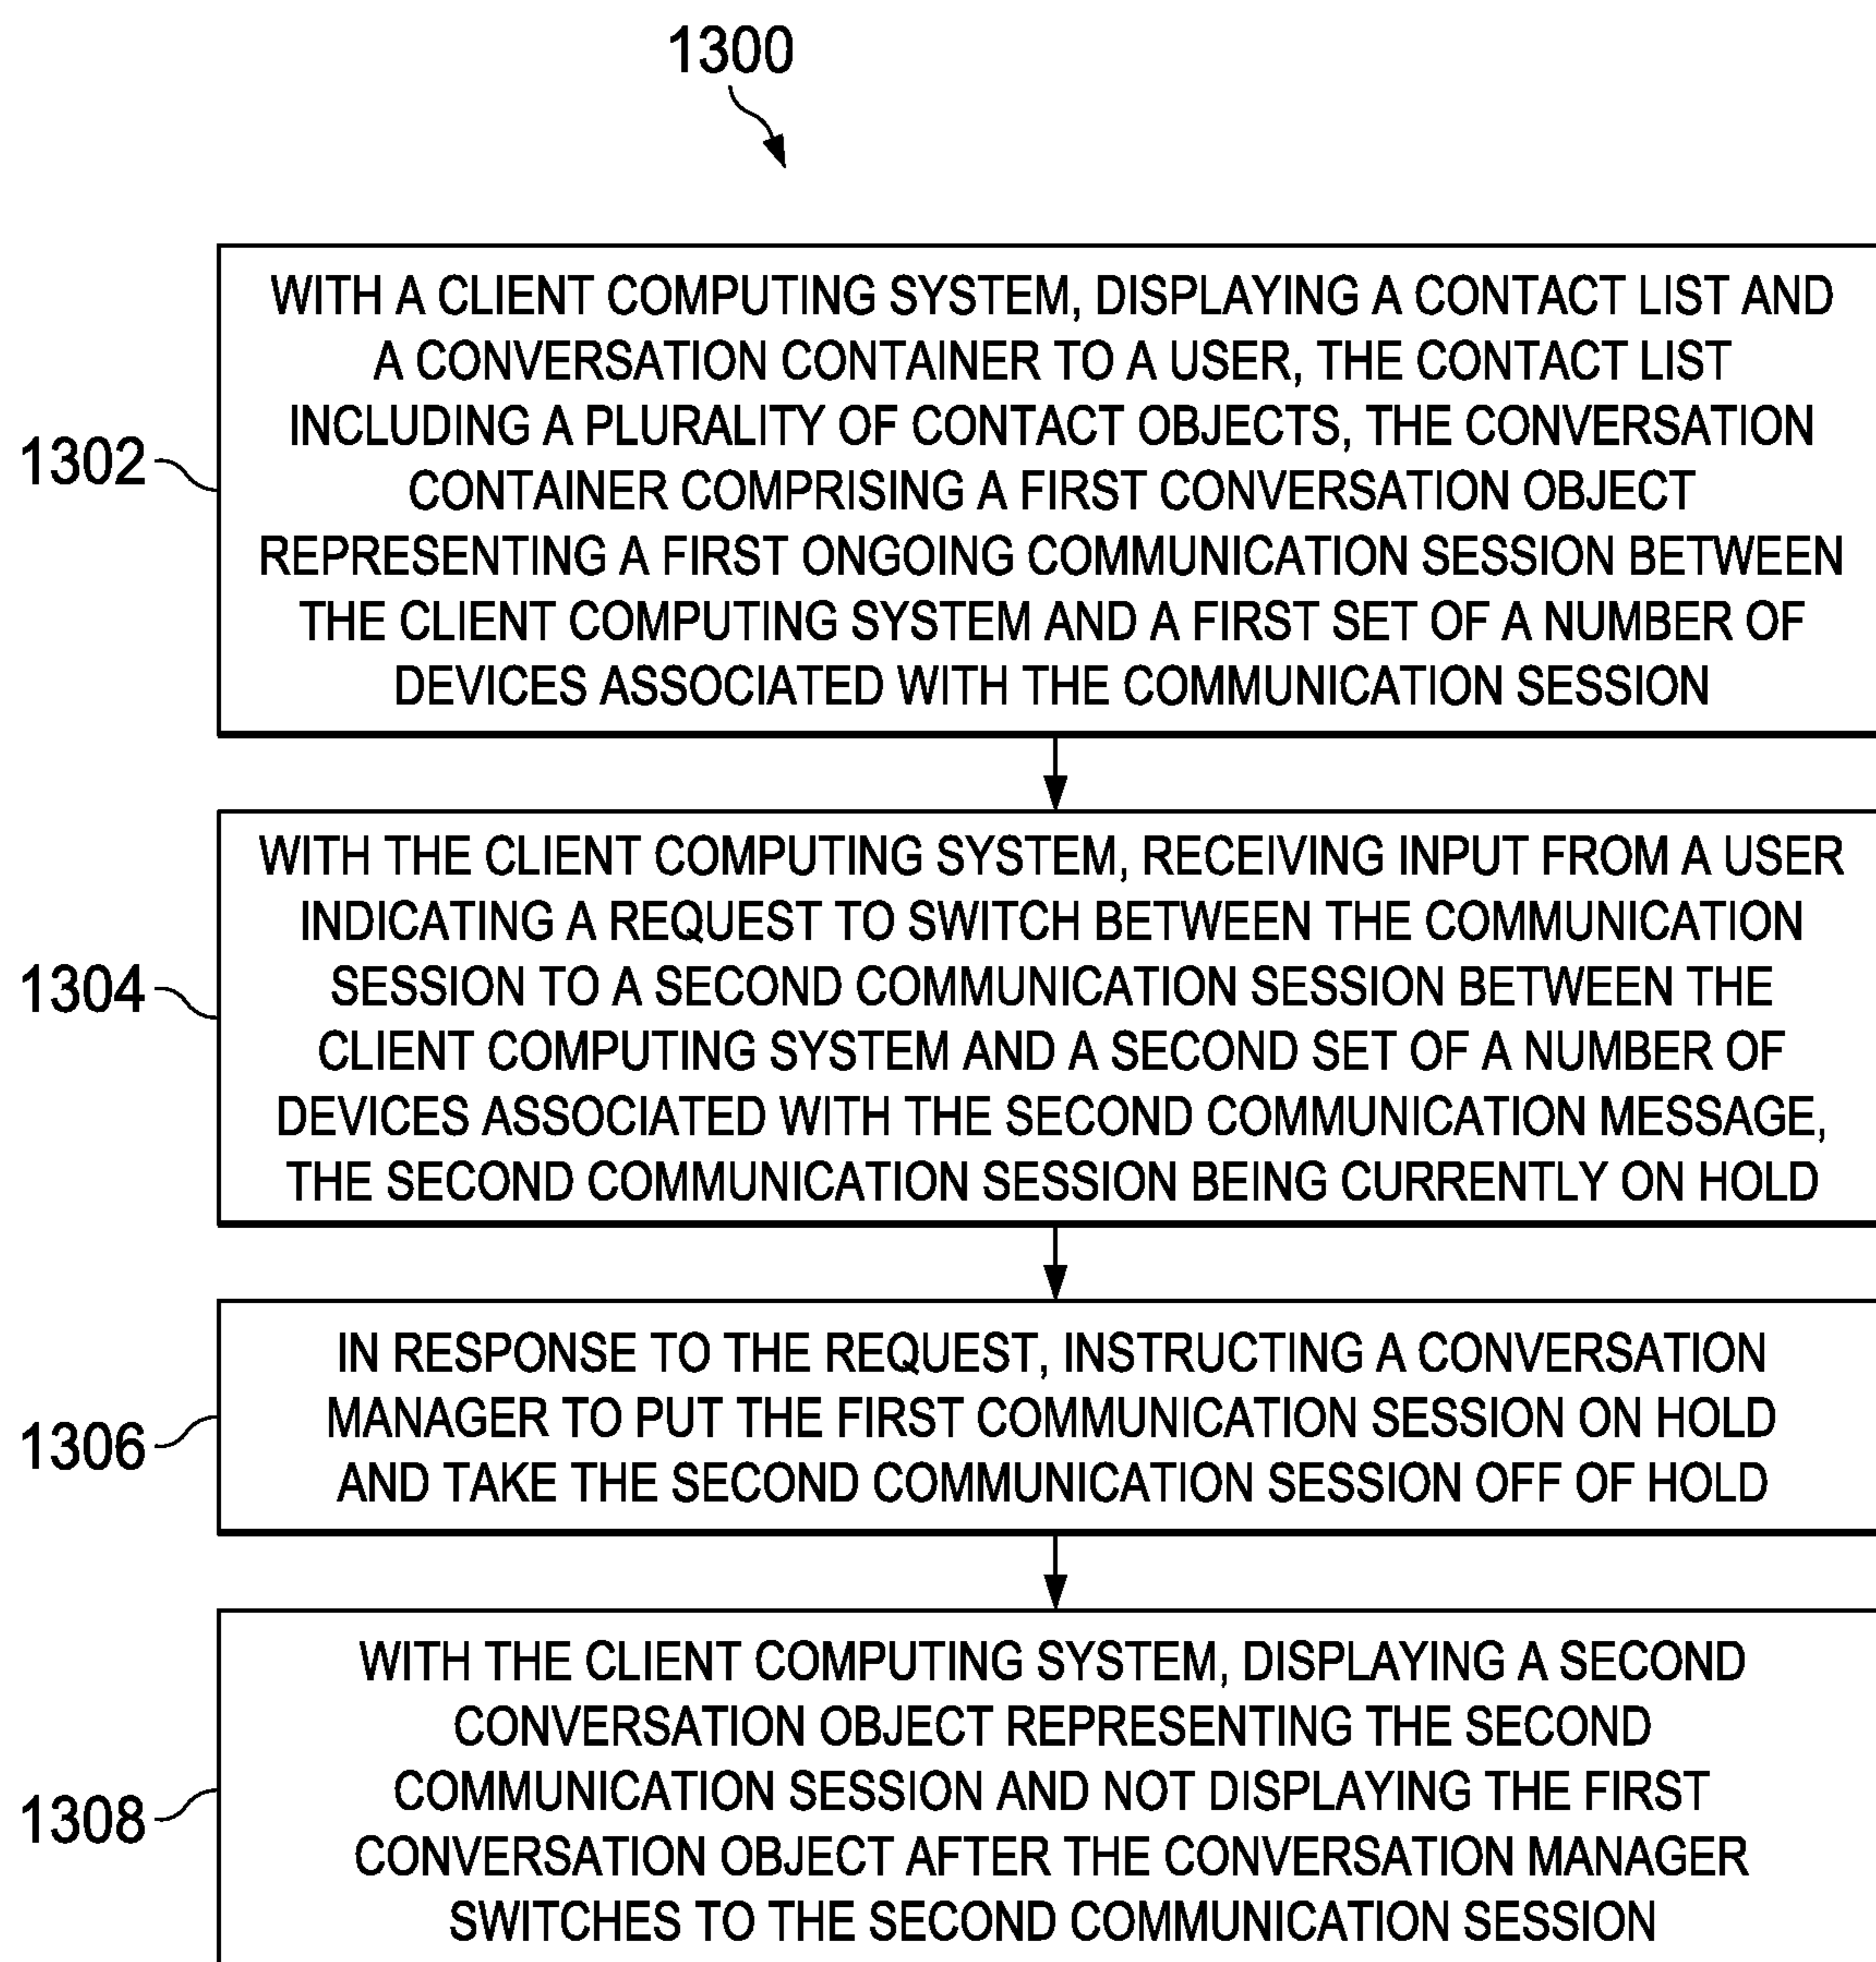 1300
WITH A CLIENT COMPUTING SYSTEM, DISPLAYING A CONTACT LIST AND
A CONVERSATION CONTAINER TO A USER, THE CONTACT LIST
INCLUDING A PLURALITY OF CONTACT OBJECTS, THE CONVERSATION
CONTAINER COMPRISING A FIRST CONVERSATION OBJECT
REPRESENTING A FIRST ONGOING COMMUNICATION SESSION BETWEEN
THE CLIENT COMPUTING SYSTEM AND A FIRST SET OF A NUMBER OF
DEVICES ASSOCIATED WITH THE COMMUNICATION SESSION
1302
WITH THE CLIENT COMPUTING SYSTEM, RECEIVING INPUT FROM A USER
INDICATING A REQUEST TO SWITCH BETWEEN THE COMMUNICATION
SESSION TO A SECOND COMMUNICATION SESSION BETWEEN THE
CLIENT COMPUTING SYSTEM AND A SECOND SET OF A NUMBER OF
DEVICES ASSOCIATED WITH THE SECOND COMMUNICATION MESSAGE,
THE SECOND COMMUNICATION SESSION BEING CURRENTLY ON HOLD
1304
IN RESPONSE TO THE REQUEST, INSTRUCTING A CONVERSATION
MANAGER TO PUT THE FIRST COMMUNICATION SESSION ON HOLD
AND TAKE THE SECOND COMMUNICATION SESSION OFF OF HOLD
1306
WITH THE CLIENT COMPUTING SYSTEM, DISPLAYING A SECOND
CONVERSATION OBJECT REPRESENTING THE SECOND
COMMUNICATION SESSION AND NOT DISPLAYING THE FIRST
CONVERSATION OBJECT AFTER THE CONVERSATION MANAGER
SWITCHES TO THE SECOND COMMUNICATION SESSION
1308